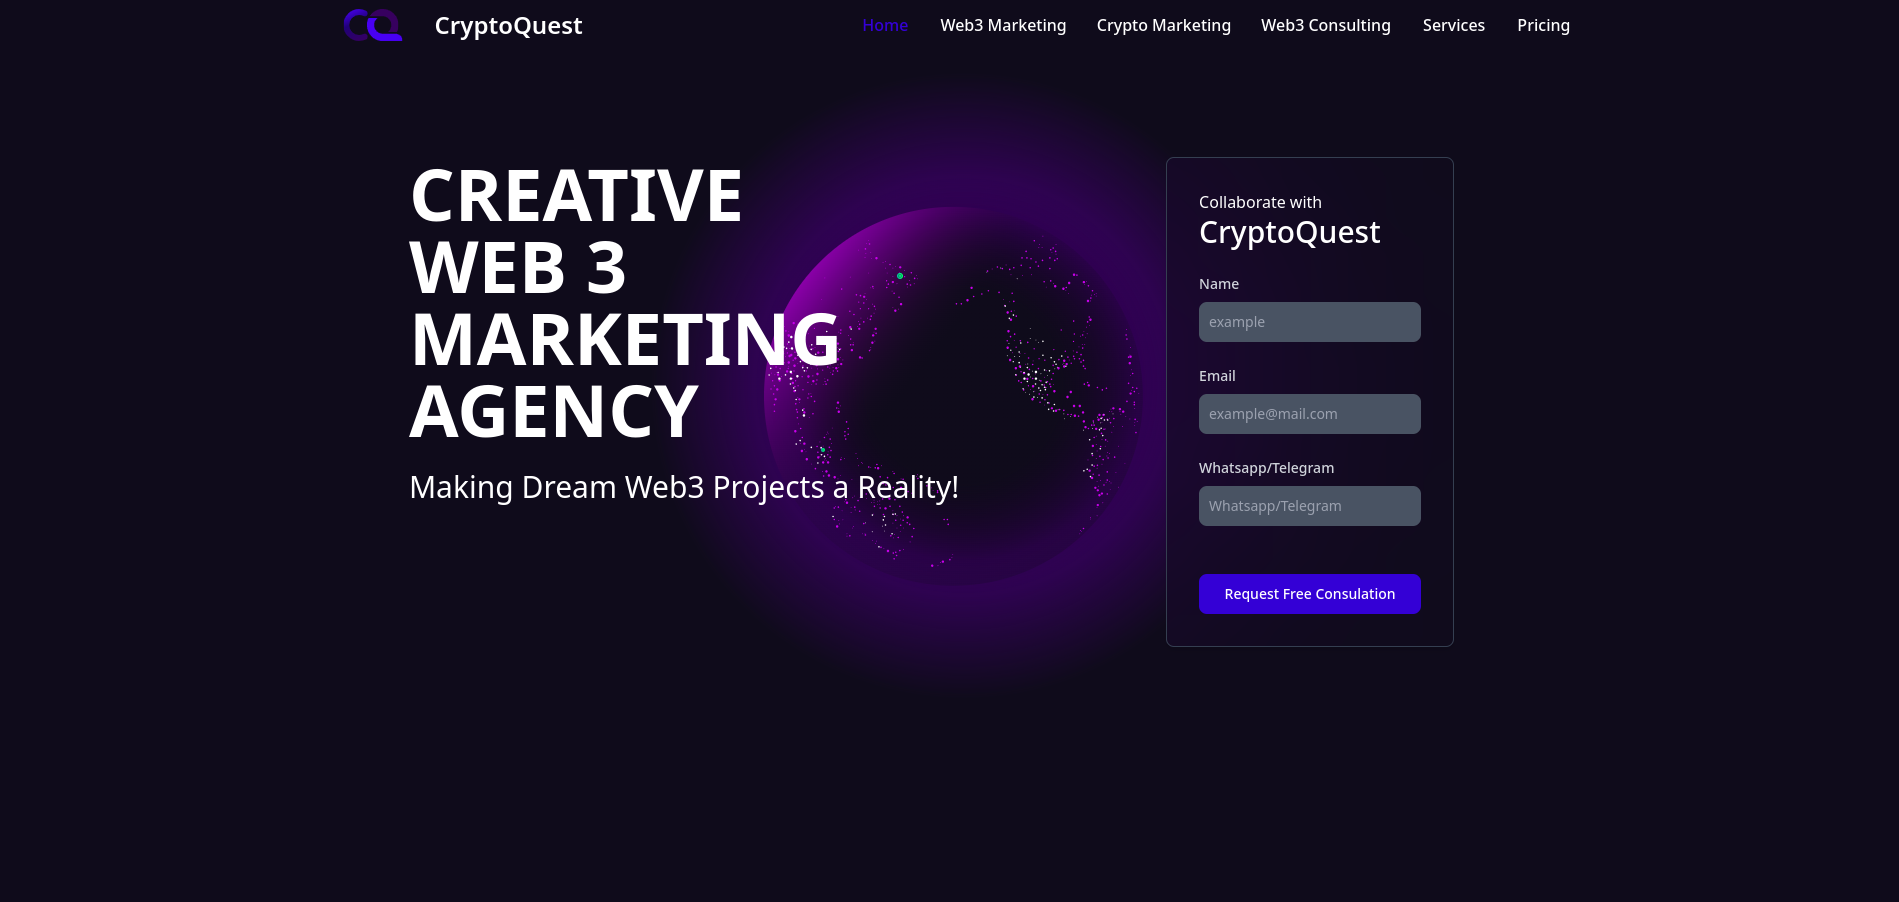 CryptoQuest
Home
Web3 Marketing
Crypto Marketing
Web3 Consulting
Services
Pricing
CREATIVE
WEB 3
MARKETING
AGENCY
Making Dream Web3 Projects a Reality!
Collaborate with
CryptoQuest
Name
example
Email
example@mail.com
Whatsapp/Telegram
Whatsapp/Telegram
Request Free Consulation